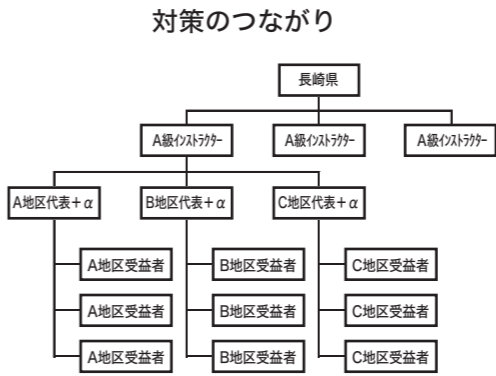 対策のつながり
長崎県
A級インストラクター
A級インストラクター
A級インストラクター
A地区代表+α
B地区代表+α
C地区代表+α
A地区受益者
B地区受益者
C地区受益者
A地区受益者
B地区受益者
C地区受益者
A地区受益者
B地区受益者
C地区受益者